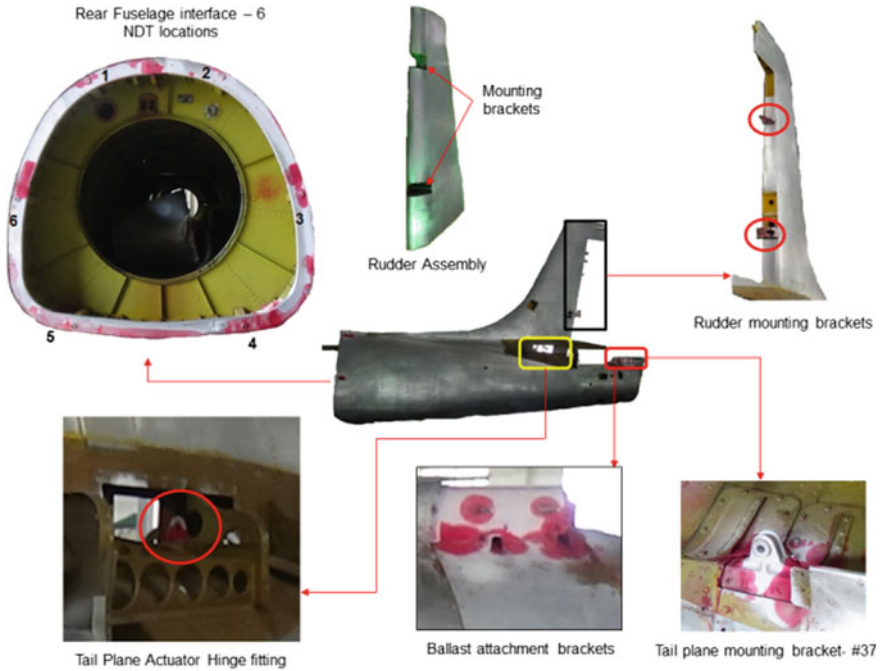 Rear Fuselage interface – 6
NDT locations
1
2
3
4
5
6
Mounting
brackets
Rudder Assembly
Rudder mounting brackets
Tail Plane Actuator Hinge fitting
Ballast attachment brackets
Tail plane mounting bracket- #37